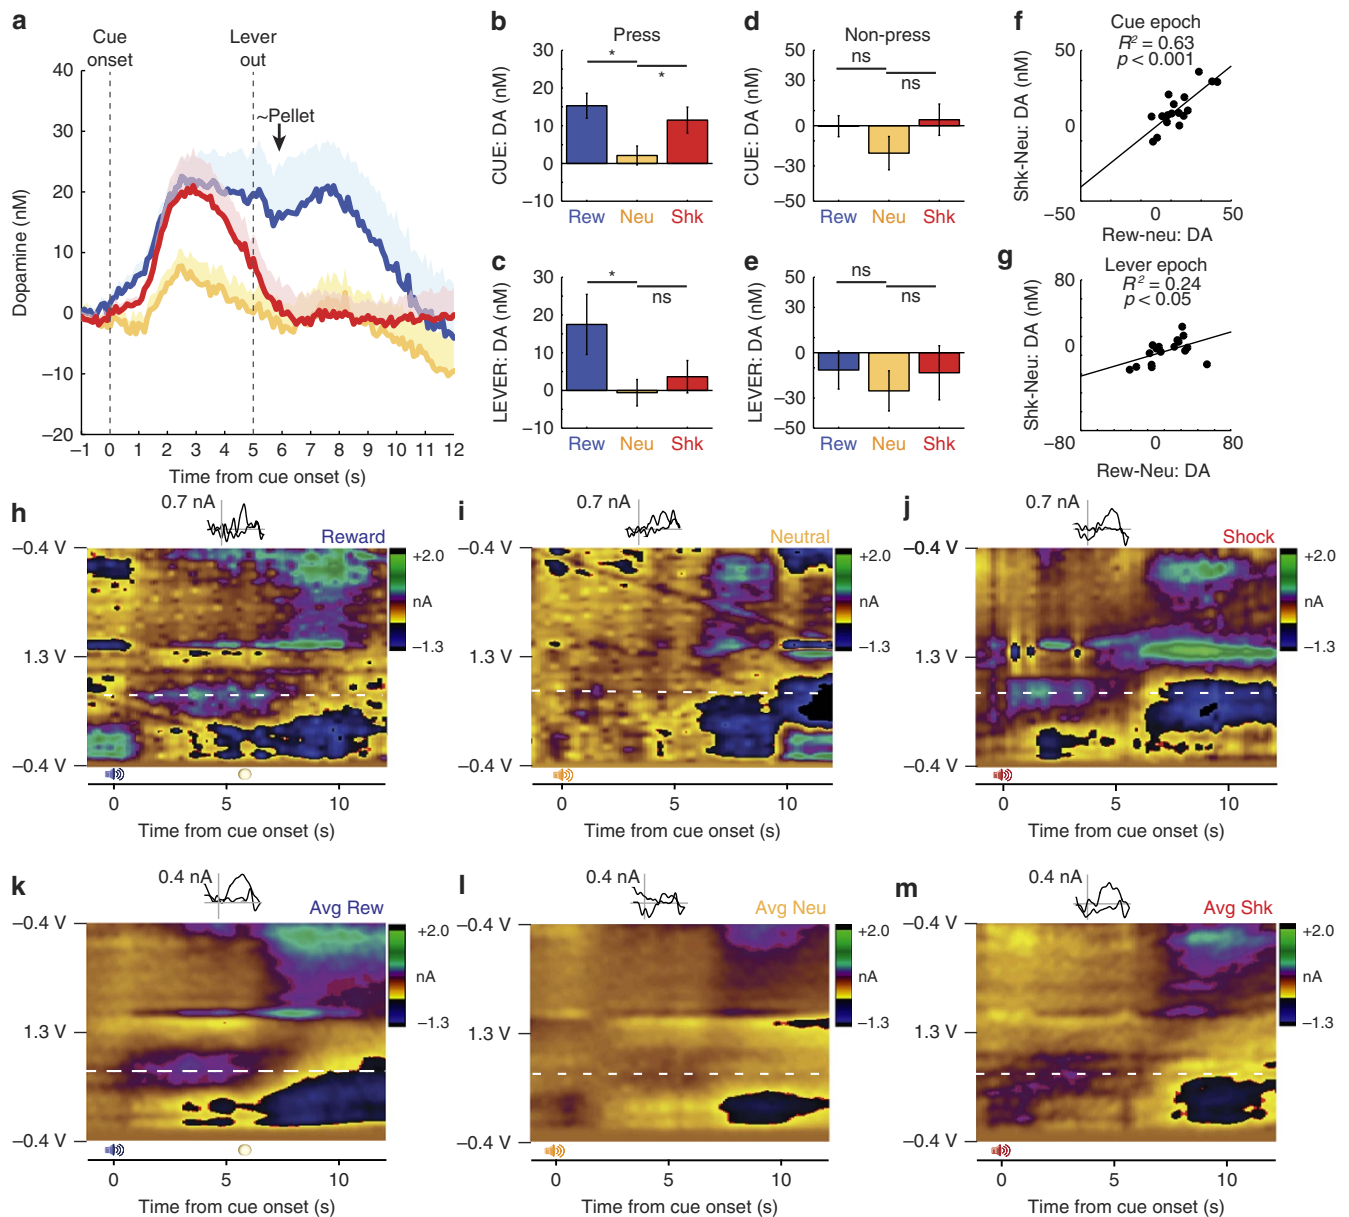 a
Cue onset
Lever out
~Pellet
40
30
20
10
0
−10
−20
Dopamine (nM)
−1 0 1 2 3 4 5 6 7 8 9 10 11 12
Time from cue onset (s)
b
Press
30
20
10
0
−10
CUE: DA (nM)
*
*
Rew Neu Shk
c
30
20
10
0
−10
LEVER: DA (nM)
*
ns
Rew Neu Shk
d
Non-press
50
30
0
−30
−50
CUE: DA (nM)
ns
ns
Rew Neu Shk
e
50
30
0
−30
−50
LEVER: DA (nM)
ns
ns
Rew Neu Shk
f
Cue epoch
R² = 0.63
p < 0.001
50
0
−50
0
50
Shk-Neu: DA (nM)
Rew-neu: DA
g
Lever epoch
R² = 0.24
p < 0.05
80
0
−80
0
80
Shk-Neu: DA (nM)
Rew-Neu: DA
h
0.7 nA
Reward
−0.4 V
1.3 V
−0.4 V
+2.0
nA
−1.3
0 5 10
Time from cue onset (s)
i
0.7 nA
Neutral
+2.0
nA
−1.3
−0.4 V
1.3 V
−0.4 V
0 5 10
Time from cue onset (s)
j
0.7 nA
Shock
−0.4 V
1.3 V
−0.4 V
+2.0
nA
−1.3
0 5 10
Time from cue onset (s)
k
0.4 nA
Avg Rew
−0.4 V
1.3 V
−0.4 V
+2.0
nA
−1.3
0 5 10
Time from cue onset (s)
l
0.4 nA
Avg Neu
−0.4 V
1.3 V
−0.4 V
+2.0
nA
−1.3
0 5 10
Time from cue onset (s)
m
0.4 nA
Avg Shk
−0.4 V
1.3 V
−0.4 V
+2.0
nA
−1.3
0 5 10
Time from cue onset (s)